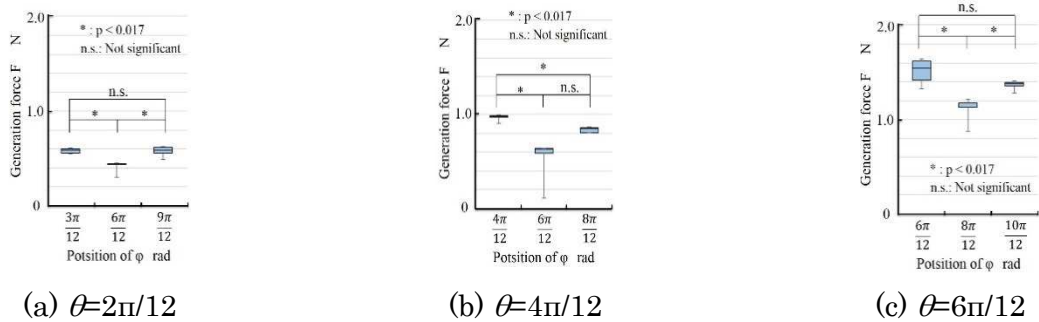 2.0
* : p < 0.017
n.s.: Not significant
Generation force F N
n.s.
* *
1.0
0
3π/12 6π/12 9π/12
Potsition of φ rad
(a) θ=2π/12
2.0
* : p < 0.017
n.s.: Not significant
Generation force F N
*
* n.s.
1.0
0
4π/12 6π/12 8π/12
Potsition of φ rad
(b) θ=4π/12
2.0
n.s.
* *
Generation force F N
1.0
* : p < 0.017
n.s.: Not significant
0
6π/12 8π/12 10π/12
Potsition of φ rad
(c) θ=6π/12